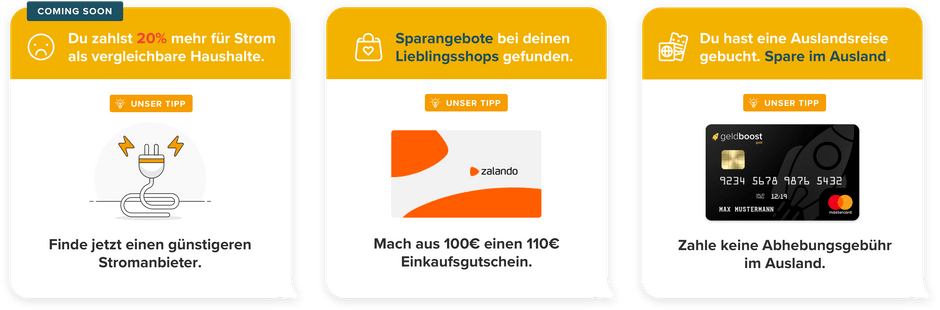 COMING SOON
Du zahlst 20% mehr für Strom
als vergleichbare Haushalte.
UNSER TIPP
Finde jetzt einen günstigeren
Stromanbieter.
Sparangebote bei deinen
Lieblingsshops gefunden.
UNSER TIPP
zalando
Mach aus 100€ einen 110€
Einkaufsgutschein.
Du hast eine Auslandsreise
gebucht. Spare im Ausland.
UNSER TIPP
geldboost
gold
9234 5678 9876 5432
12/19
MAX MUSTERMANN
mastercard
Zahle keine Abhebungsgebühr
im Ausland.